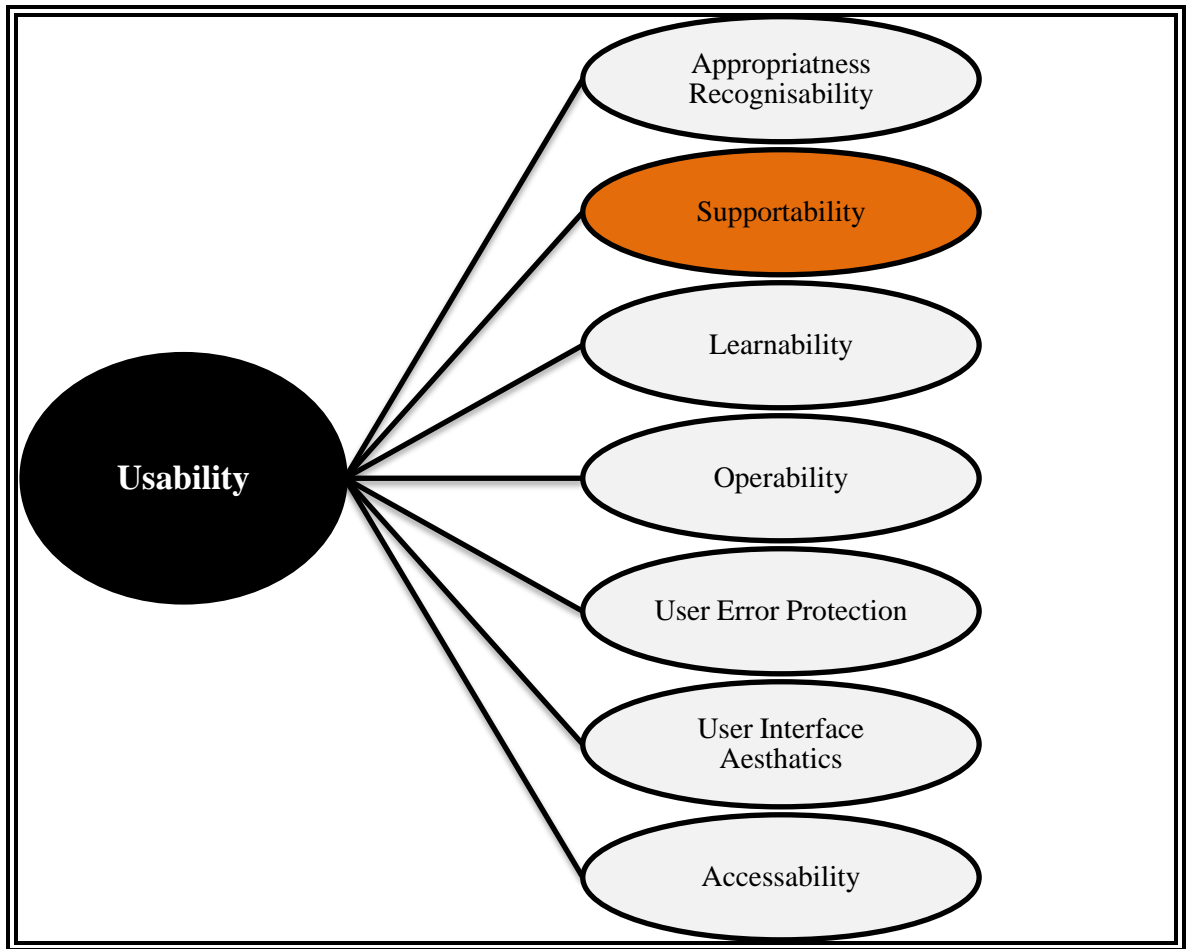 Appropriatness
Recognisability
Supportability
Learnability
Usability
Operability
User Error Protection
User Interface
Aesthatics
Accessability